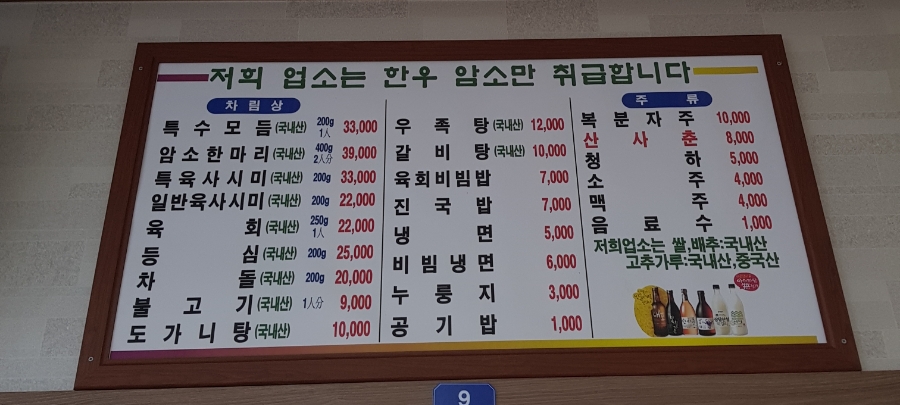 저희 업소는 한우 암소만 취급합니다
차림상
특수모듬(국내산) 200g 1人 33,000
암소한마리(국내산) 400g 2人分 39,000
특육사시미(국내산) 200g 33,000
일반육사시미(국내산) 200g 22,000
육회(국내산) 250g 1人 22,000
등심(국내산) 200g 25,000
차돌(국내산) 200g 20,000
불고기(국내산) 1人分 9,000
도가니탕(국내산) 10,000
우족탕(국내산) 12,000
갈비탕(국내산) 10,000
육회비빔밥 7,000
진국밥 7,000
냉면 5,000
비빔냉면 6,000
누룽지 3,000
공기밥 1,000
주류
복분자주 10,000
산사춘 8,000
청하 5,000
소주 4,000
맥주 4,000
음료수 1,000
저희업소는 쌀,배추:국내산
고추가루:국내산,중국산
9